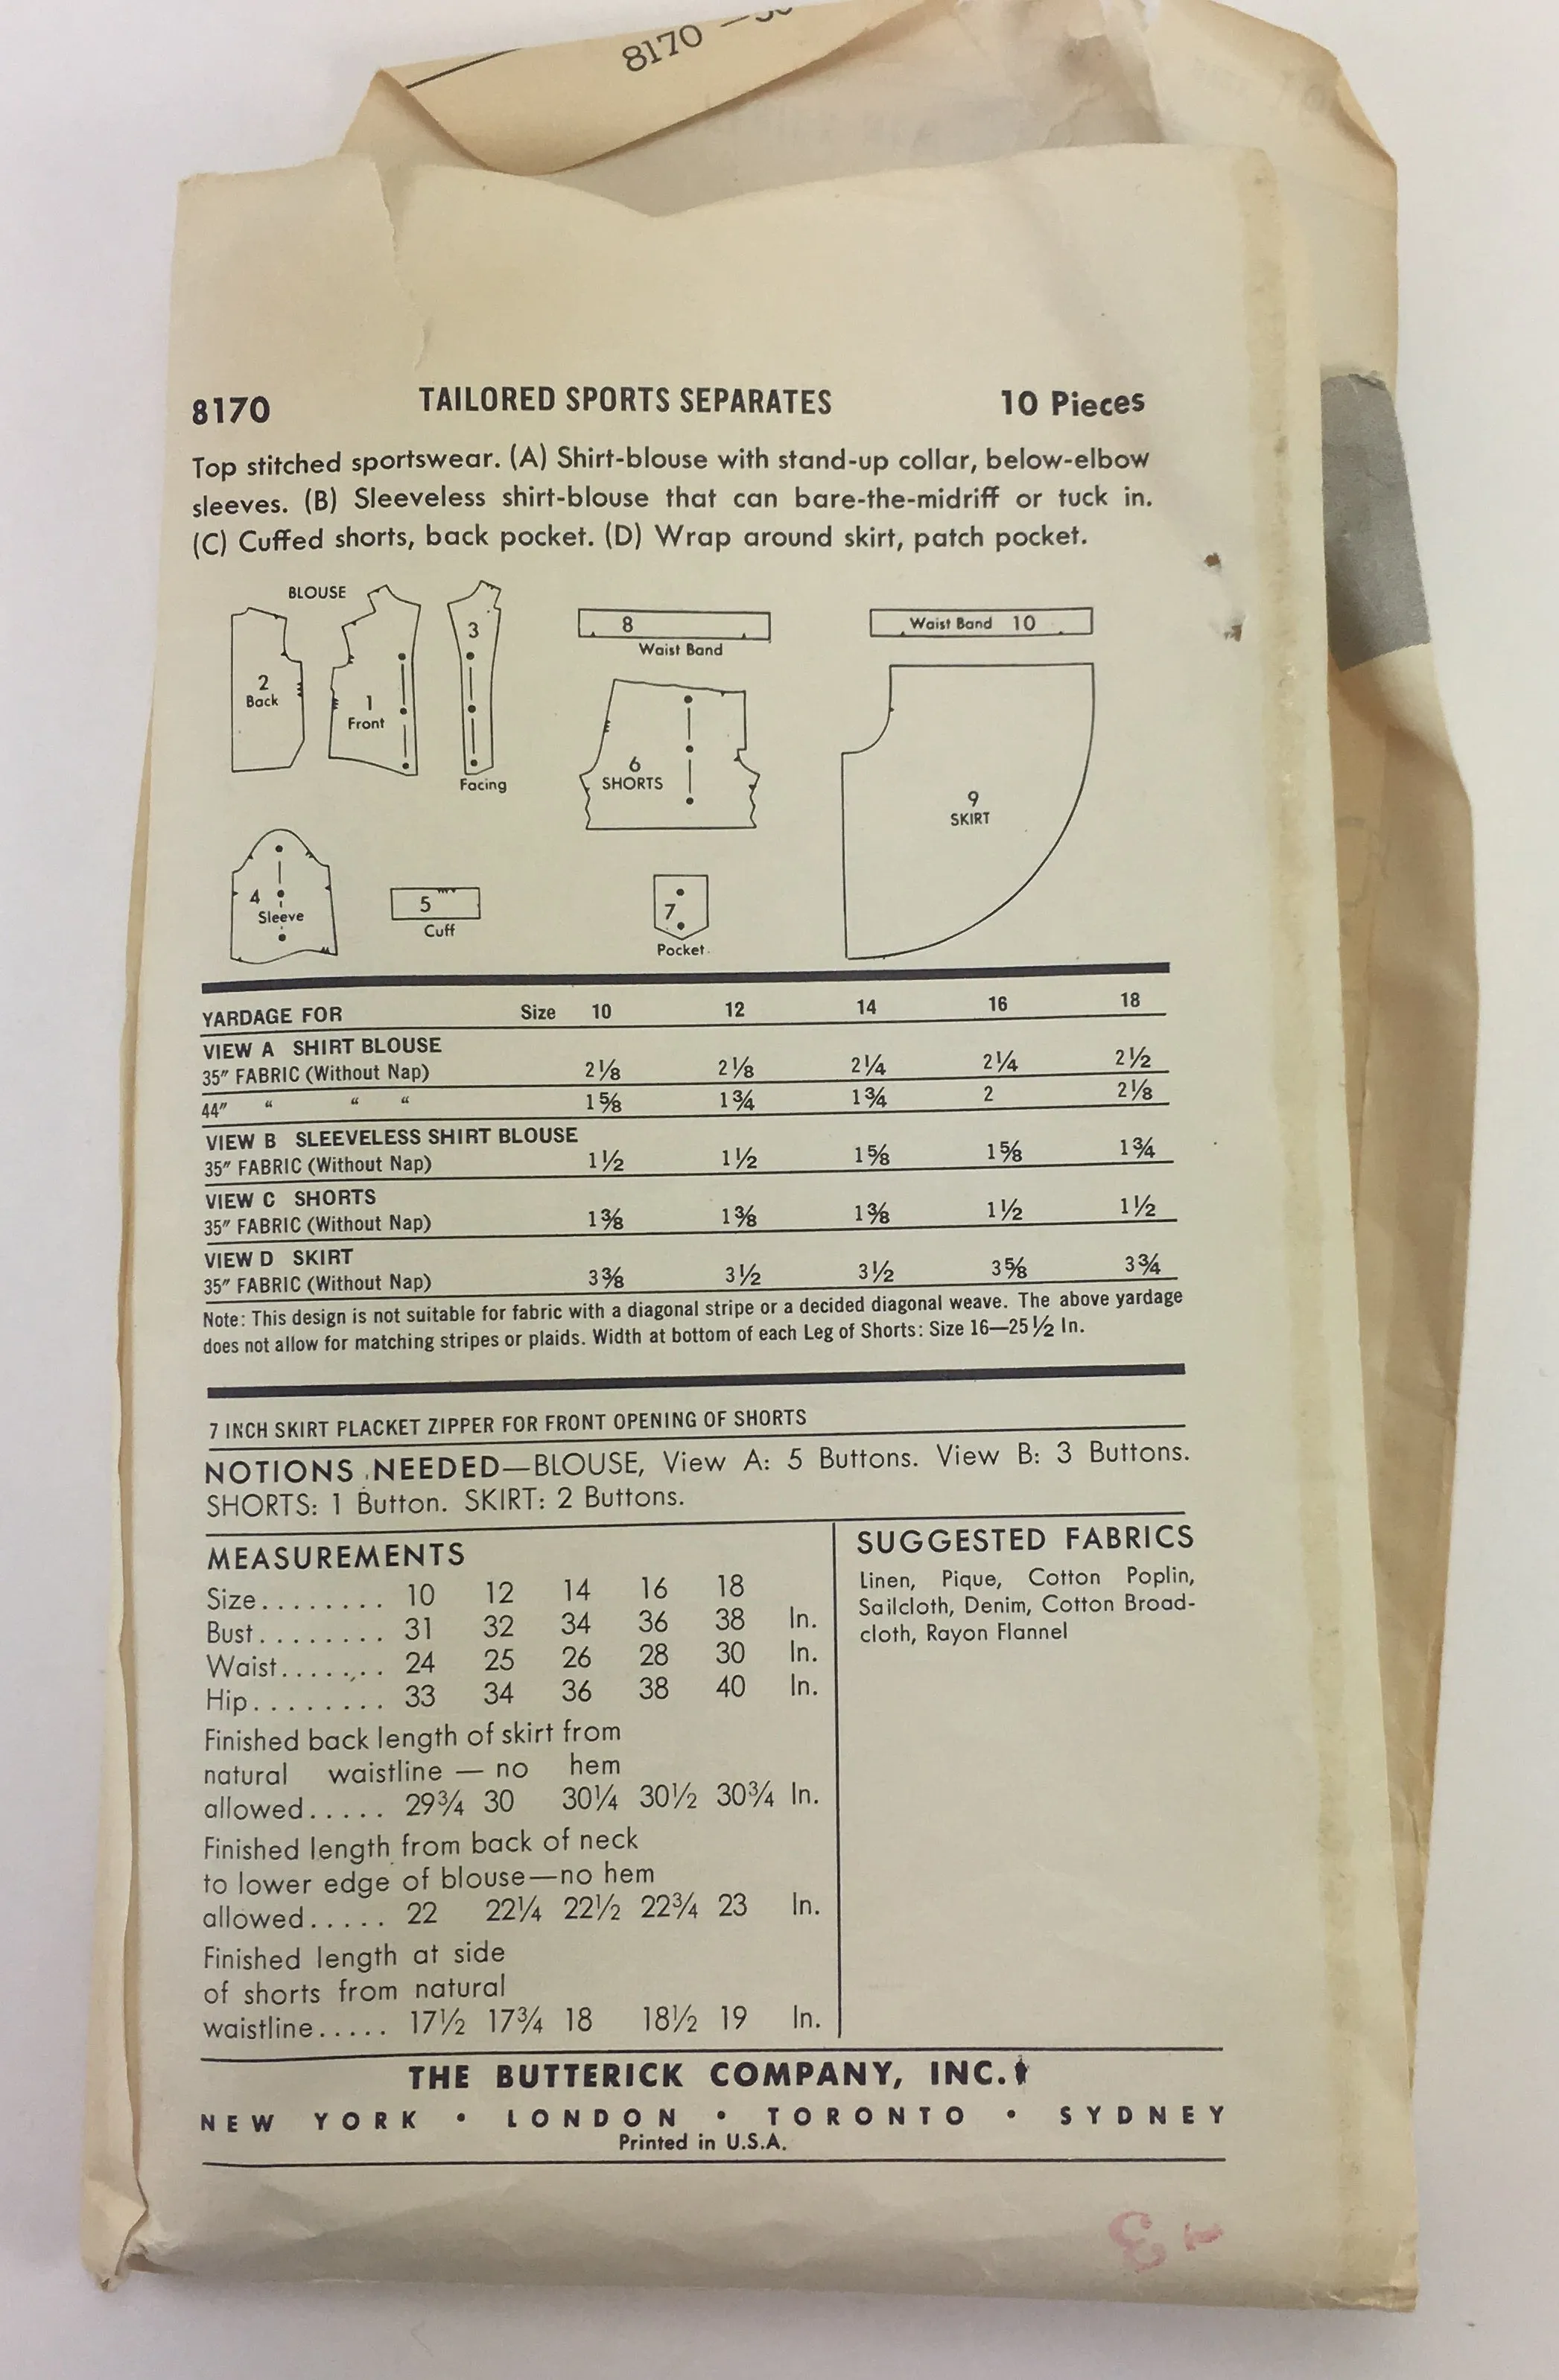 8170
8170 TAILORED SPORTS SEPARATES 10 Pieces
Top stitched sportswear. (A) Shirt-blouse with stand-up collar, below-elbow
sleeves. (B) Sleeveless shirt-blouse that can bare-the-midriff or tuck in.
(C) Cuffed shorts, back pocket. (D) Wrap around skirt, patch pocket.
BLOUSE
2
Back
1
Front
3
Facing
8
Waist Band
Waist Band 10
6
SHORTS
9
SKIRT
4
Sleeve
5
Cuff
7
Pocket
YARDAGE FOR Size 10 12 14 16 18
VIEW A SHIRT BLOUSE
35" FABRIC (Without Nap) 2⅛ 2⅛ 2¼ 2¼ 2½
44" " " " 1⅝ 1¾ 1¾ 2 2⅛
VIEW B SLEEVELESS SHIRT BLOUSE
35" FABRIC (Without Nap) 1½ 1½ 1⅝ 1⅝ 1¾
VIEW C SHORTS
35" FABRIC (Without Nap) 1⅜ 1⅜ 1⅜ 1½ 1½
VIEW D SKIRT
35" FABRIC (Without Nap) 3⅜ 3½ 3½ 3⅝ 3¾
Note: This design is not suitable for fabric with a diagonal stripe or a decided diagonal weave. The above yardage
does not allow for matching stripes or plaids. Width at bottom of each Leg of Shorts: Size 16—25½ In.
7 INCH SKIRT PLACKET ZIPPER FOR FRONT OPENING OF SHORTS
NOTIONS NEEDED—BLOUSE, View A: 5 Buttons. View B: 3 Buttons.
SHORTS: 1 Button. SKIRT: 2 Buttons.
MEASUREMENTS
Size........ 10 12 14 16 18
Bust........ 31 32 34 36 38 In.
Waist....... 24 25 26 28 30 In.
Hip........ 33 34 36 38 40 In.
Finished back length of skirt from
natural waistline — no hem
allowed..... 29¾ 30 30¼ 30½ 30¾ In.
Finished length from back of neck
to lower edge of blouse—no hem
allowed..... 22 22¼ 22½ 22¾ 23 In.
Finished length at side
of shorts from natural
waistline..... 17½ 17¾ 18 18½ 19 In.
SUGGESTED FABRICS
Linen, Pique, Cotton Poplin,
Sailcloth, Denim, Cotton Broad-
cloth, Rayon Flannel
THE BUTTERICK COMPANY, INC.
NEW YORK • LONDON • TORONTO • SYDNEY
Printed in U.S.A.